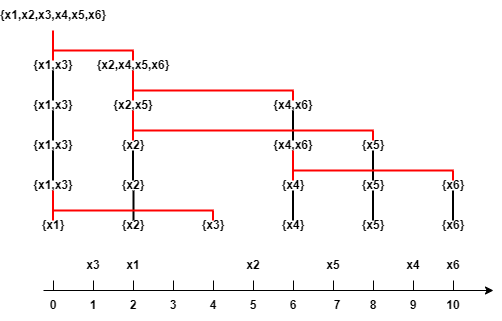 {x1,x2,x3,x4,x5,x6}
{x1,x3} {x2,x4,x5,x6}
{x1,x3} {x2,x5} {x4,x6}
{x1,x3} {x2} {x4,x6} {x5}
{x1,x3} {x2} {x4} {x5} {x6}
{x1} {x2} {x3} {x4} {x5} {x6}
x3 x1 x2 x5 x4 x6
0 1 2 3 4 5 6 7 8 9 10